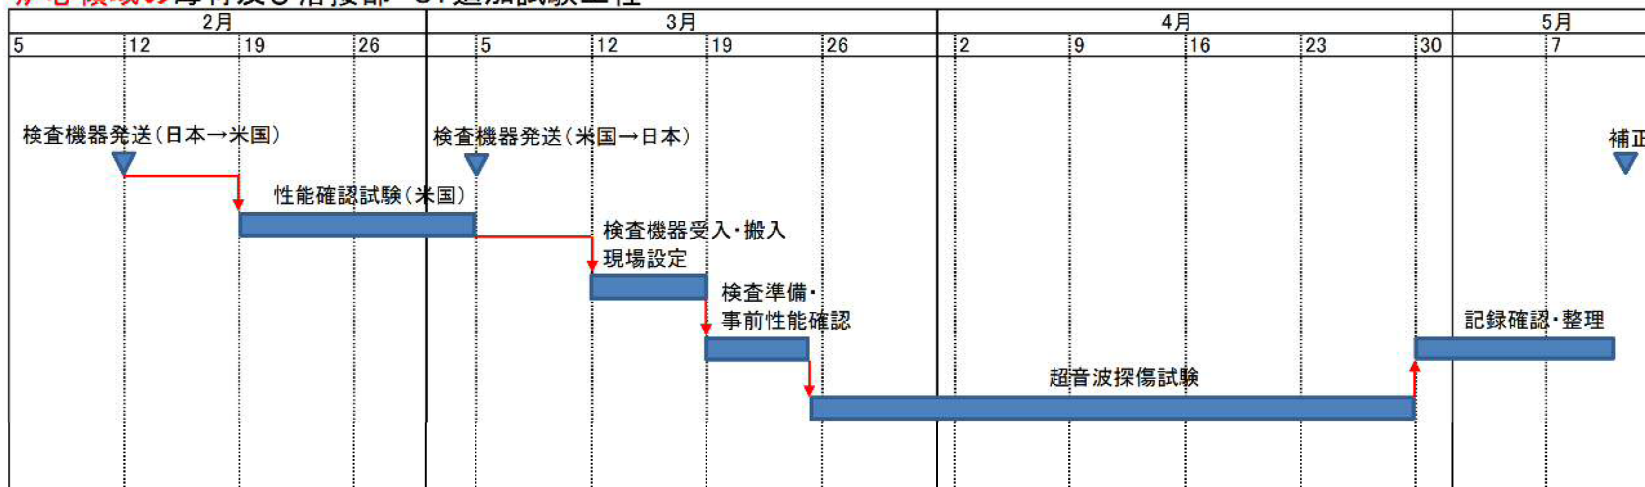 2月 3月 4月 5月
5 12 19 26 5 12 19 26 2 9 16 23 30 7
検査機器発送(日本→米国)
検査機器発送(米国→日本)
補正
性能確認試験(米国)
検査機器受入・搬入
現場設定
検査準備・
事前性能確認
記録確認・整理
超音波探傷試験